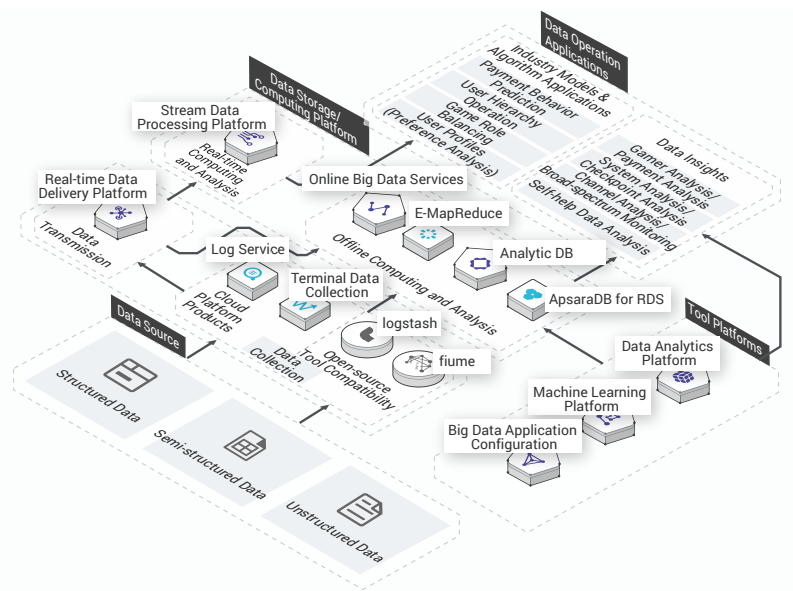 Data Operation
Applications
Industry Models &
Algorithm Applications
Payment Behavior
Prediction
User Hierarchy
Operation
Game Role
Balancing
User Profiles
(Preference Analysis)
Data Insights
Gamer Analysis/
Payment Analysis
System Analysis/
Checkpoint Analysis
Channel Analysis/
Broad-spectrum Monitoring
Self-help Data Analysis
Data Storage/
Computing Platform
Stream Data
Processing Platform
Real-time
Computing
and Analysis
Real-time Data
Delivery Platform
Data
Transmission
Online Big Data Services
E-MapReduce
Analytic DB
ApsaraDB for RDS
Offline Computing and Analysis
Log Service
Terminal Data
Collection
Cloud
Platform
Products
logstash
fiume
Open-source
Tool Compatibility
Data
Collection
Data Source
Structured Data
Semi-structured Data
Unstructured Data
Tool Platforms
Data Analytics
Platform
Machine Learning
Platform
Big Data Application
Configuration